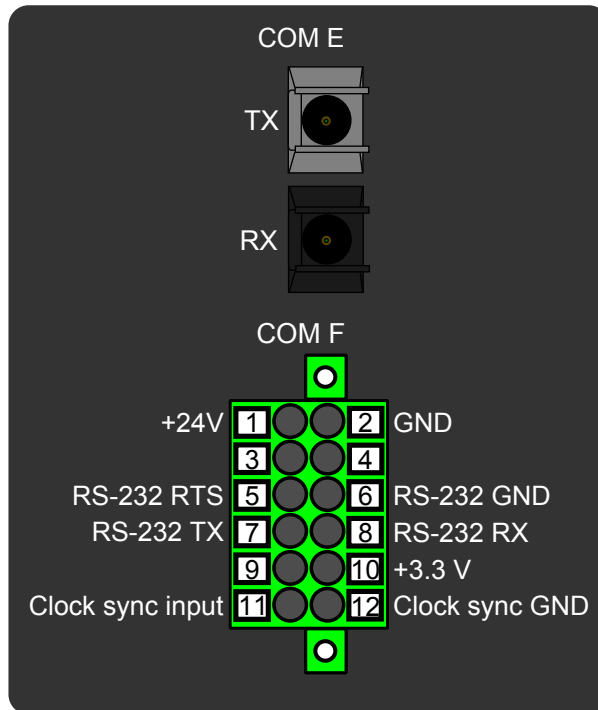 COM E
TX
RX
COM F
+24V 1 2 GND
3 4
RS-232 RTS 5 6 RS-232 GND
RS-232 TX 7 8 RS-232 RX
9 10 +3.3 V
Clock sync input 11 12 Clock sync GND